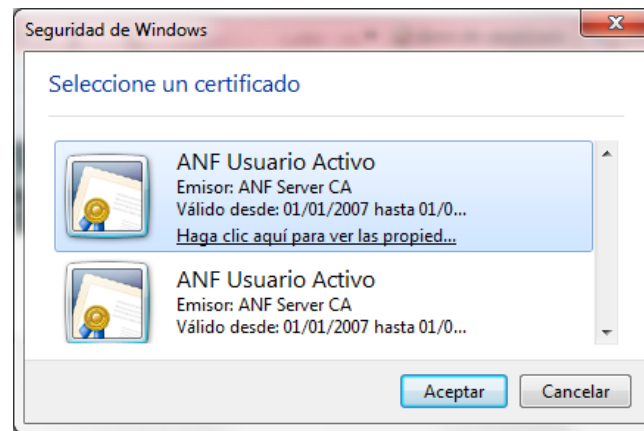 Seguridad de Windows
Seleccione un certificado
ANF Usuario Activo
Emisor: ANF Server CA
Válido desde: 01/01/2007 hasta 01/0...
Haga clic aquí para ver las propied...
ANF Usuario Activo
Emisor: ANF Server CA
Válido desde: 01/01/2007 hasta 01/0...
Aceptar
Cancelar